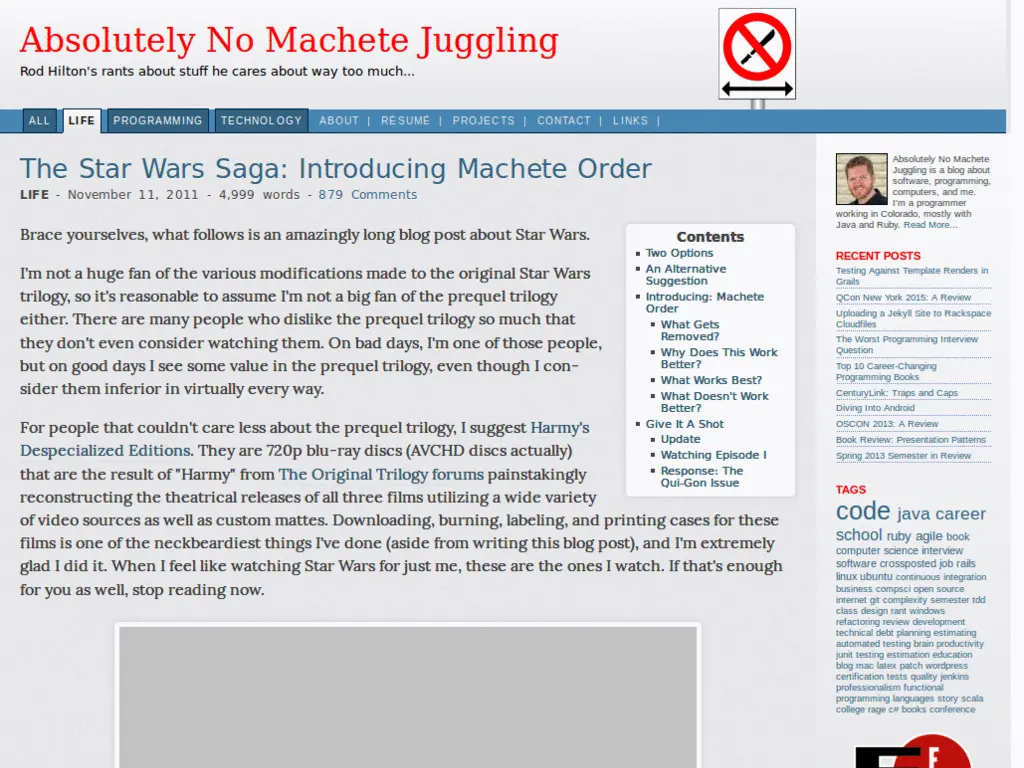 Absolutely No Machete Juggling
Rod Hilton's rants about stuff he cares about way too much...
ALL LIFE PROGRAMMING TECHNOLOGY ABOUT | RÉSUMÉ | PROJECTS | CONTACT | LINKS |
The Star Wars Saga: Introducing Machete Order
LIFE - November 11, 2011 - 4,999 words - 879 Comments
Brace yourselves, what follows is an amazingly long blog post about Star Wars.
I'm not a huge fan of the various modifications made to the original Star Wars
trilogy, so it's reasonable to assume I'm not a big fan of the prequel trilogy
either. There are many people who dislike the prequel trilogy so much that
they don't even consider watching them. On bad days, I'm one of those people,
but on good days I see some value in the prequel trilogy, even though I con-
sider them inferior in virtually every way.
For people that couldn't care less about the prequel trilogy, I suggest Harmy's
Despecialized Editions. They are 720p blu-ray discs (AVCHD discs actually)
that are the result of "Harmy" from The Original Trilogy forums painstakingly
reconstructing the theatrical releases of all three films utilizing a wide variety
of video sources as well as custom mattes. Downloading, burning, labeling, and printing cases for these
films is one of the neckbeardiest things I've done (aside from writing this blog post), and I'm extremely
glad I did it. When I feel like watching Star Wars for just me, these are the ones I watch. If that's enough
for you as well, stop reading now.
Contents
Two Options
An Alternative
Suggestion
Introducing: Machete
Order
What Gets
Removed?
Why Does This Work
Better?
What Works Best?
What Doesn't Work
Better?
Give It A Shot
Update
Watching Episode I
Response: The
Qui-Gon Issue
Absolutely No Machete
Juggling is a blog about
software, programming,
computers, and me.
I'm a programmer
working in Colorado, mostly with
Java and Ruby. Read More...
RECENT POSTS
Testing Against Template Renders in
Grails
QCon New York 2015: A Review
Uploading a Jekyll Site to Rackspace
Cloudfiles
The Worst Programming Interview
Question
Top 10 Career-Changing
Programming Books
CenturyLink: Traps and Caps
Diving Into Android
OSCON 2013: A Review
Book Review: Presentation Patterns
Spring 2013 Semester in Review
TAGS
code java career
school ruby agile book
computer science interview
software crossposted job rails
linux ubuntu continuous integration
business compsci open source
internet git complexity semester tdd
class design rant windows
refactoring review development
technical debt planning estimating
automated testing brain productivity
junit testing estimation education
blog mac latex patch wordpress
certification tests quality jenkins
professionalism functional
programming languages story scala
college rage c# books conference